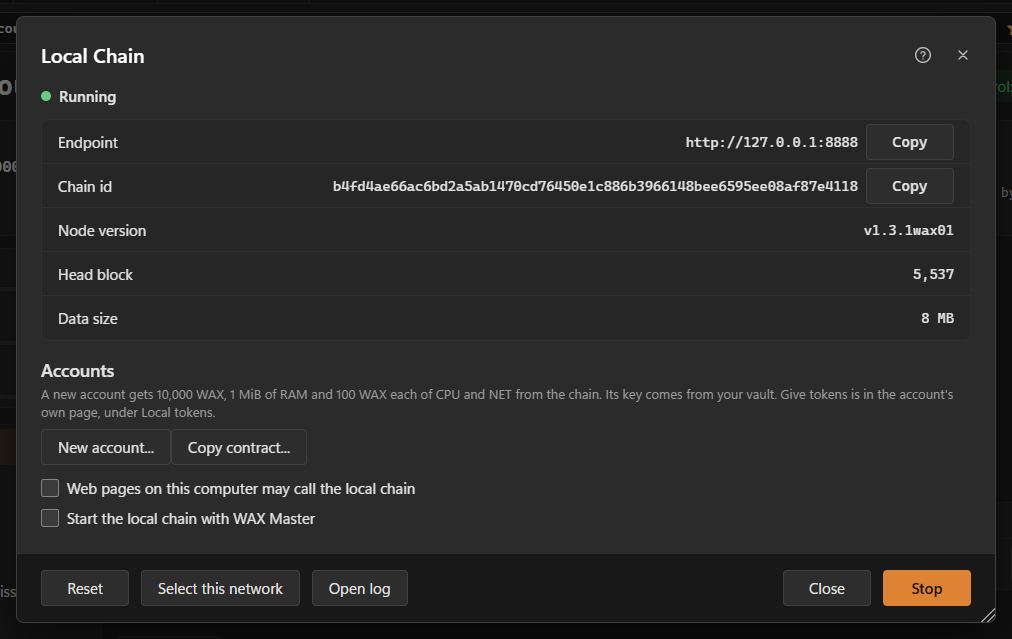 Local Chain
Running
Endpoint http://127.0.0.1:8888 Copy
Chain id b4fd4ae66ac6bd2a5ab1470cd76450e1c886b3966148bee6595ee08af87e4118 Copy
Node version v1.3.1wax01
Head block 5,537
Data size 8 MB
Accounts
A new account gets 10,000 WAX, 1 MiB of RAM and 100 WAX each of CPU and NET from the chain. Its key comes from your vault. Give tokens is in the account's
own page, under Local tokens.
New account... Copy contract...
Web pages on this computer may call the local chain
Start the local chain with WAX Master
Reset Select this network Open log Close Stop